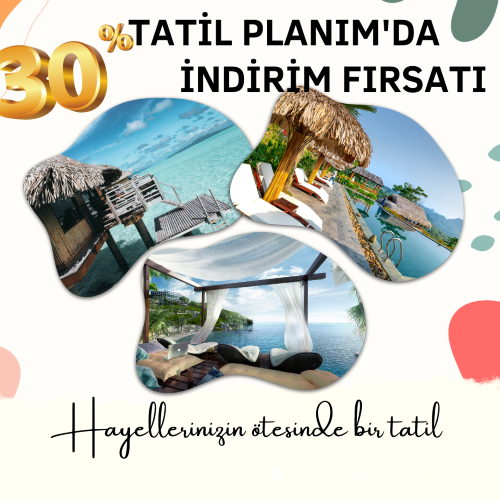 30 % TATİL PLANIM'DA
İNDİRİM FIRSATI
Hayellerinizin ötesinde bir tatil